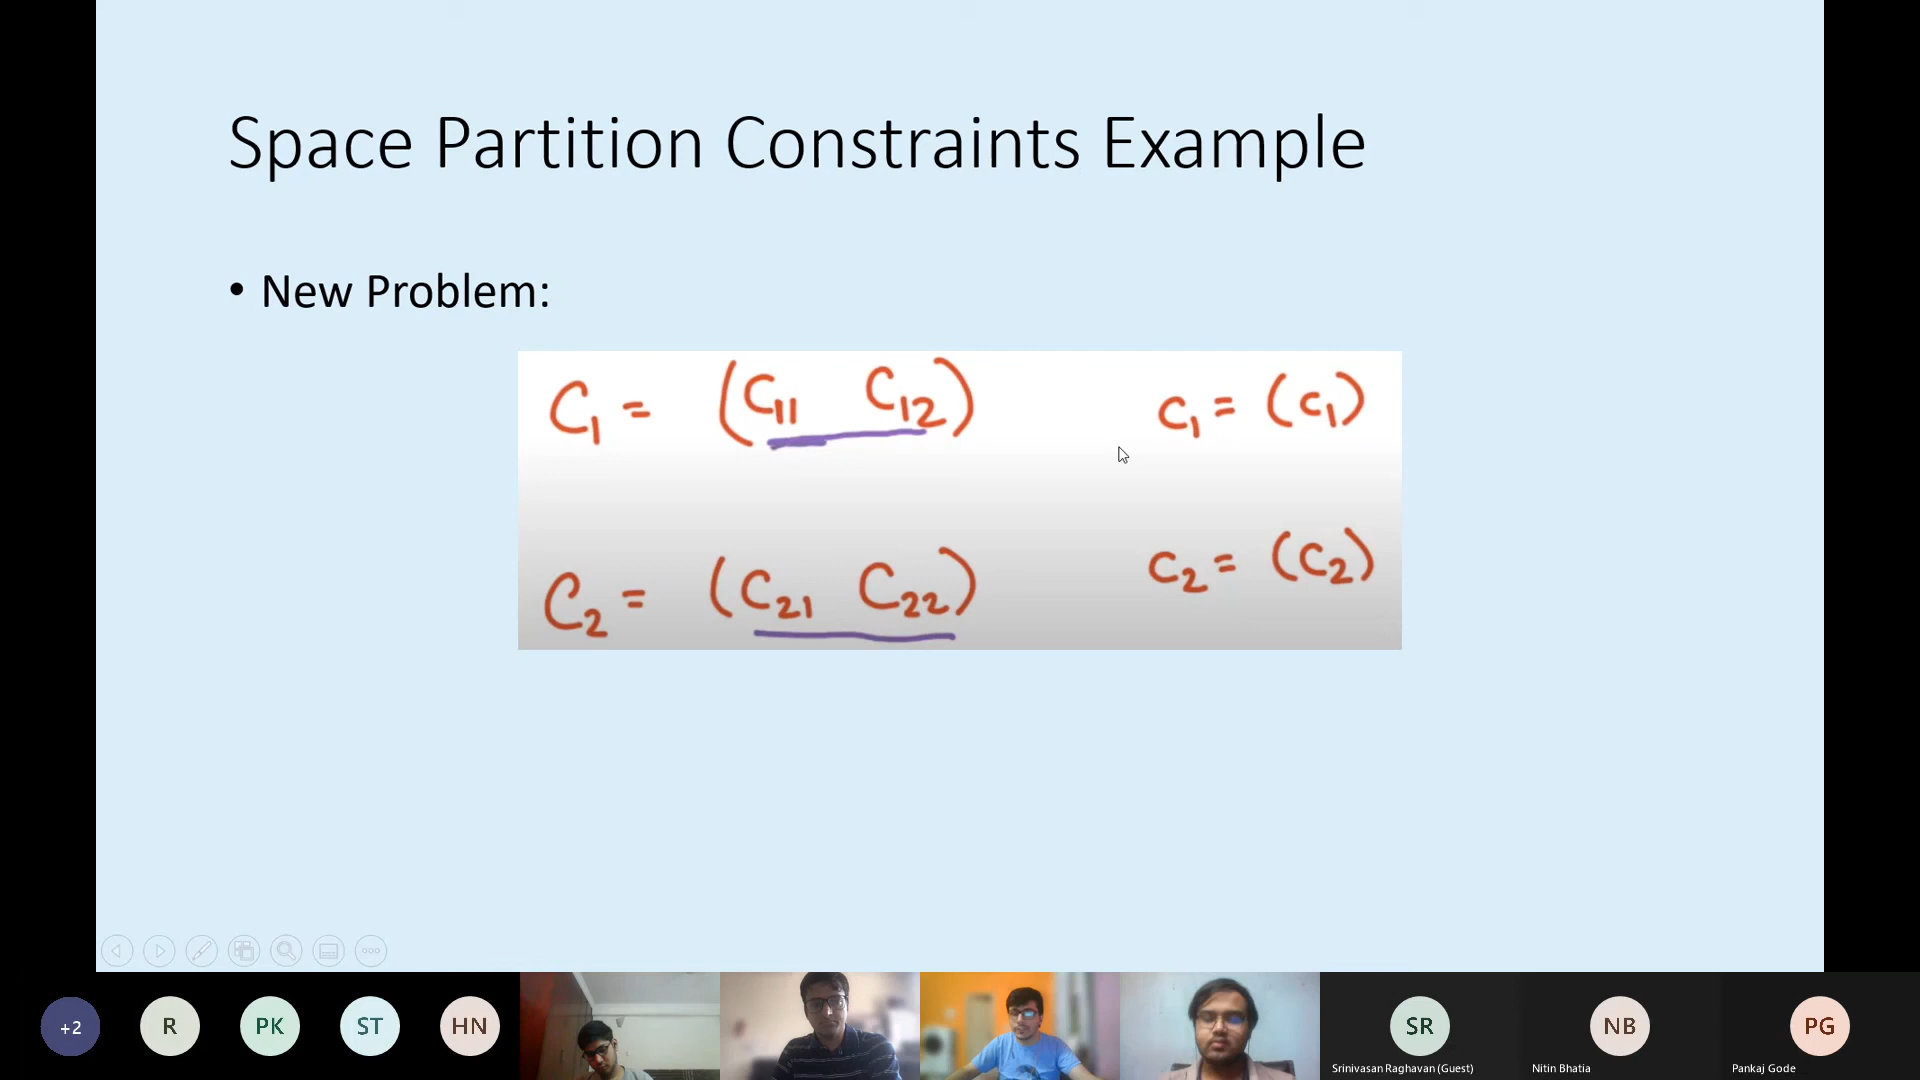 Space Partition Constraints Example
• New Problem:
C₁ = (C₁₁ C₁₂) c₁ = (c₁)
C₂ = (C₂₁ C₂₂) c₂ = (c₂)
+2 R PK ST HN SR NB PG
Srinivasan Raghavan (Guest) Nitin Bhatia Pankaj Gode